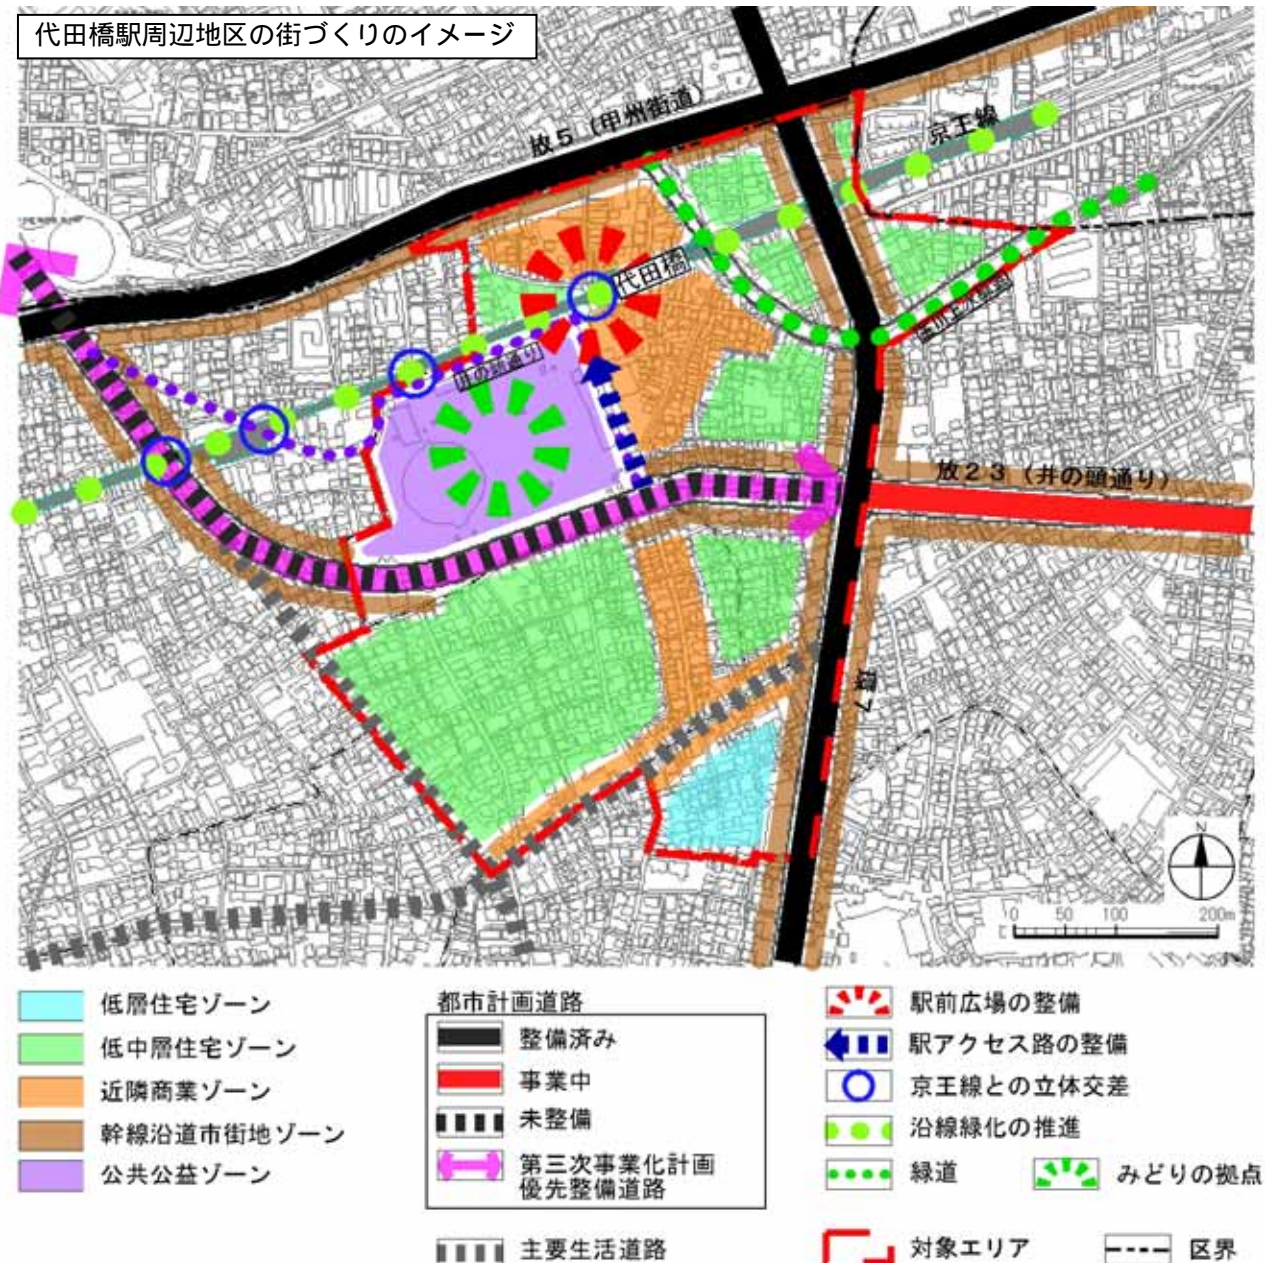 代田橋駅周辺地区の街づくりのイメージ
放5（甲州街道）
京王線
代田橋
井の頭通り
放23（井の頭通り）
環7
N
0 50 100 200m
低層住宅ゾーン
低中層住宅ゾーン
近隣商業ゾーン
幹線沿道市街地ゾーン
公共公益ゾーン
都市計画道路
整備済み
事業中
未整備
第三次事業化計画
優先整備道路
主要生活道路
駅前広場の整備
駅アクセス路の整備
京王線との立体交差
沿線緑化の推進
緑道
みどりの拠点
対象エリア
区界